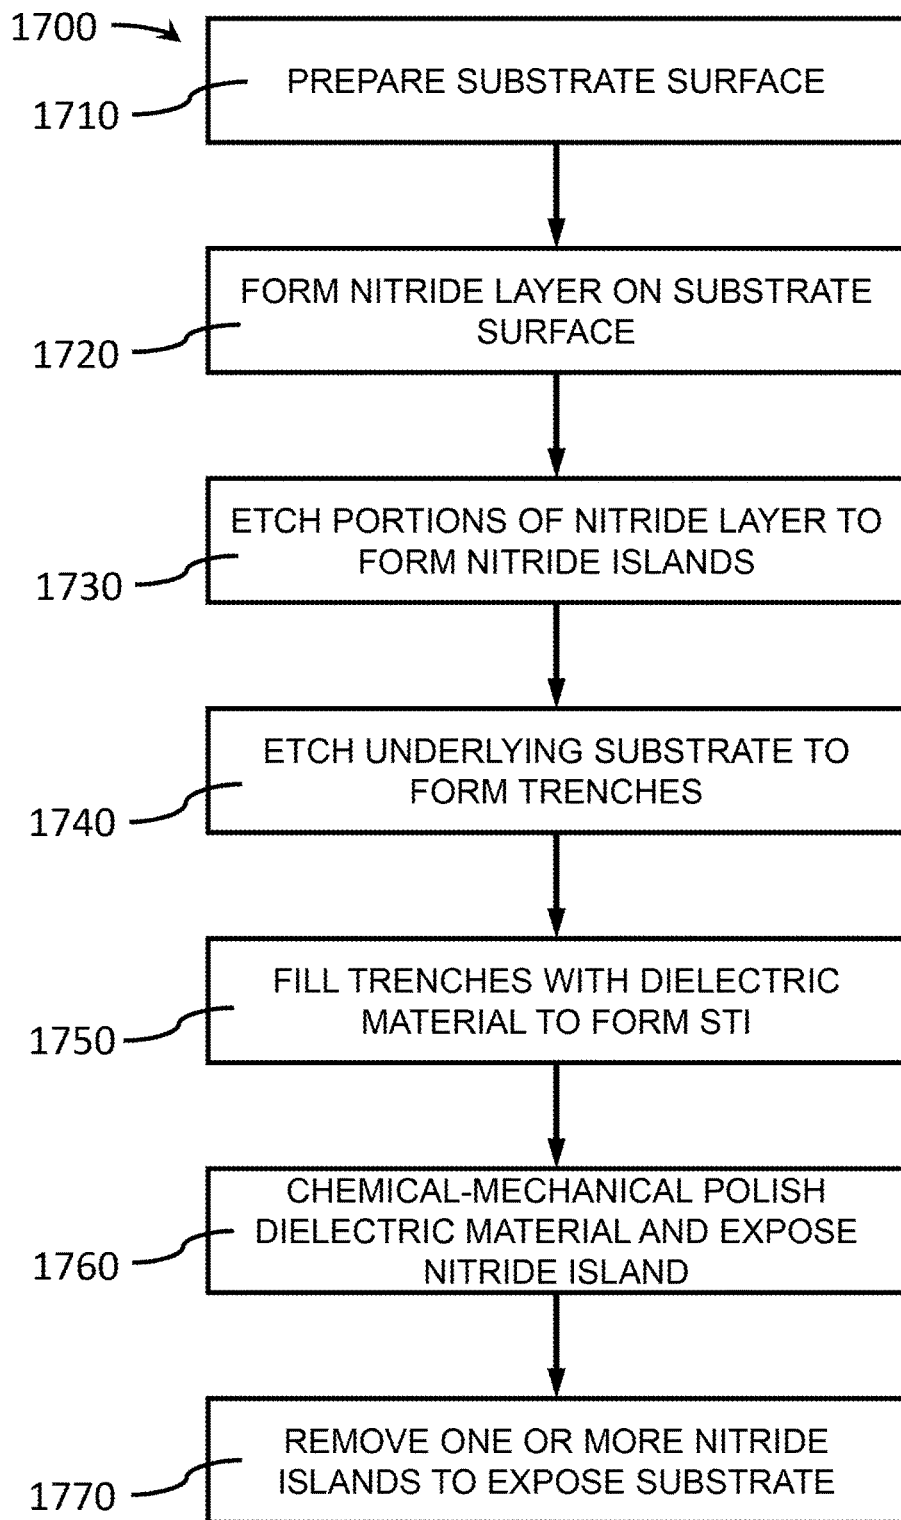 1700
PREPARE SUBSTRATE SURFACE
1710
FORM NITRIDE LAYER ON SUBSTRATE
SURFACE
1720
ETCH PORTIONS OF NITRIDE LAYER TO
FORM NITRIDE ISLANDS
1730
ETCH UNDERLYING SUBSTRATE TO
FORM TRENCHES
1740
FILL TRENCHES WITH DIELECTRIC
MATERIAL TO FORM STI
1750
CHEMICAL-MECHANICAL POLISH
DIELECTRIC MATERIAL AND EXPOSE
NITRIDE ISLAND
1760
REMOVE ONE OR MORE NITRIDE
ISLANDS TO EXPOSE SUBSTRATE
1770